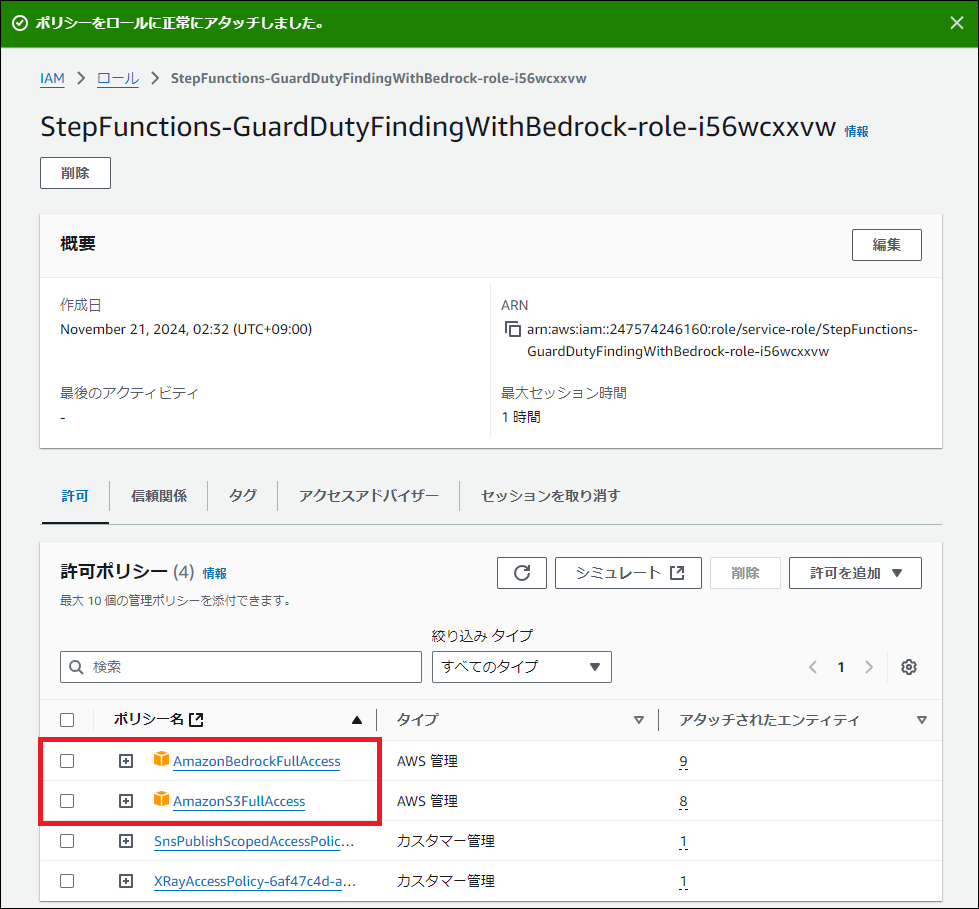 ポリシーをロールに正常にアタッチしました。
IAM > ロール > StepFunctions-GuardDutyFindingWithBedrock-role-i56wcxxvw
StepFunctions-GuardDutyFindingWithBedrock-role-i56wcxxvw 情報
削除
概要
編集
作成日
November 21, 2024, 02:32 (UTC+09:00)
ARN
arn:aws:iam::247574246160:role/service-role/StepFunctions-
GuardDutyFindingWithBedrock-role-i56wcxxvw
最後のアクティビティ
-
最大セッション時間
1 時間
許可 信頼関係 タグ アクセスアドバイザー セッションを取り消す
許可ポリシー (4) 情報
シミュレート 削除 許可を追加
最大 10 個の管理ポリシーを添付できます。
絞り込み タイプ
検索 すべてのタイプ 1
ポリシー名 タイプ アタッチされたエンティティ
AmazonBedrockFullAccess AWS 管理 9
AmazonS3FullAccess AWS 管理 8
SnsPublishScopedAccessPolic... カスタマー管理 1
XRayAccessPolicy-6af47c4d-a... カスタマー管理 1